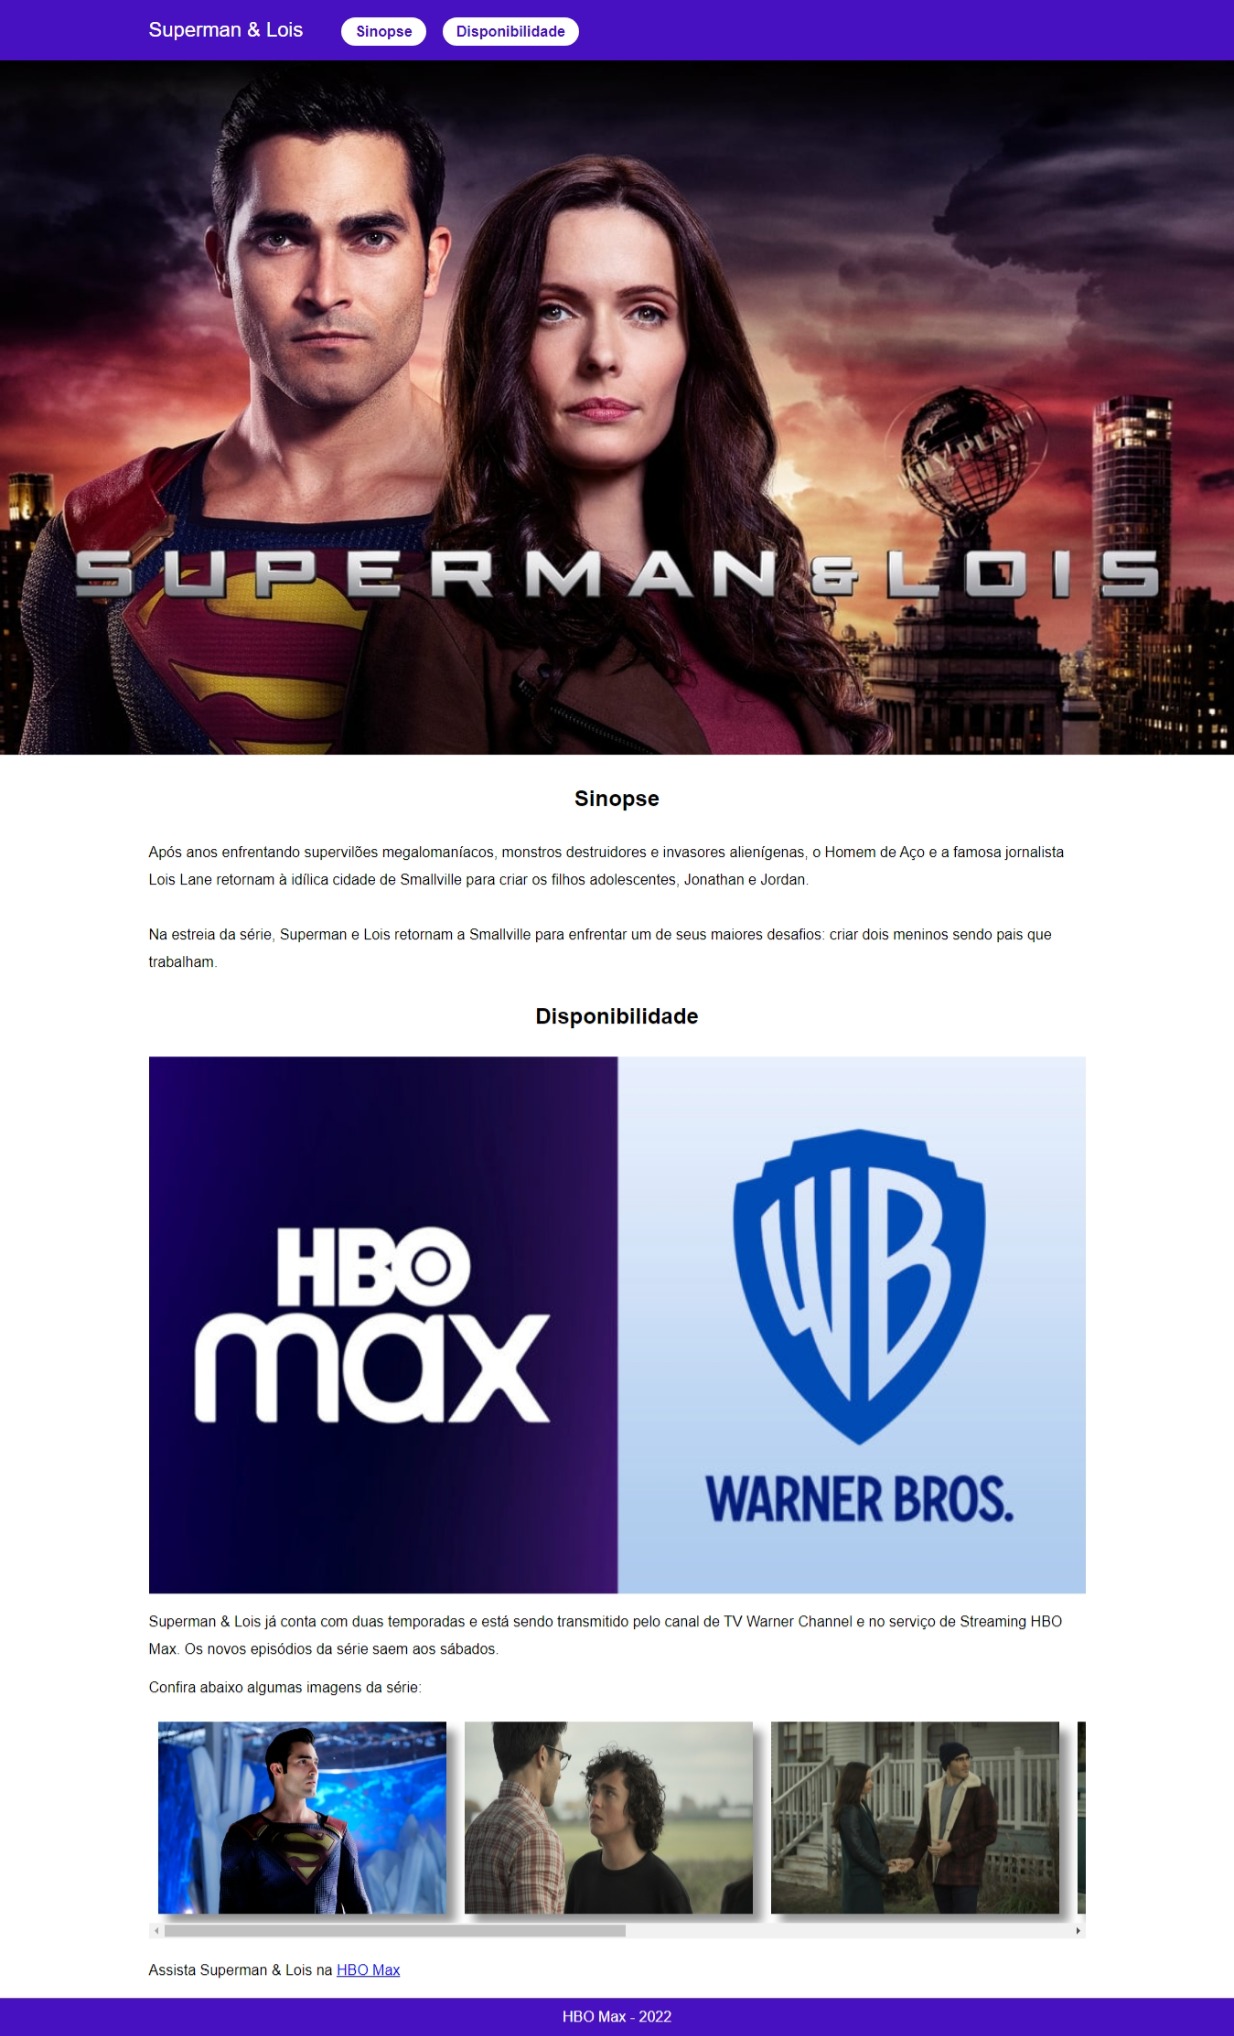 Superman & Lois
Sinopse
Disponibilidade
DAILY PLANET
SUPERMAN & LOIS
Sinopse
Após anos enfrentando supervilões megalomaníacos, monstros destruidores e invasores alienígenas, o Homem de Aço e a famosa jornalista
Lois Lane retornam à idílica cidade de Smallville para criar os filhos adolescentes, Jonathan e Jordan.
Na estreia da série, Superman e Lois retornam a Smallville para enfrentar um de seus maiores desafios: criar dois meninos sendo pais que
trabalham.
Disponibilidade
HBO
max
WB
WARNER BROS.
Superman & Lois já conta com duas temporadas e está sendo transmitido pelo canal de TV Warner Channel e no serviço de Streaming HBO
Max. Os novos episódios da série saem aos sábados.
Confira abaixo algumas imagens da série:
Assista Superman & Lois na HBO Max
HBO Max - 2022